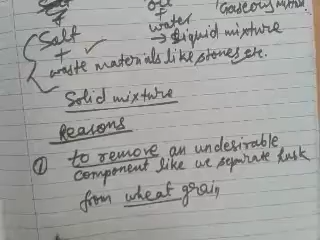 Salt
+
waste materials like stones etc.
Solid mixture
Oil
+
water
→ Liquid mixture
Gaseous
Reasons
① to remove an undesirable
component like we separate husk
from wheat grain,